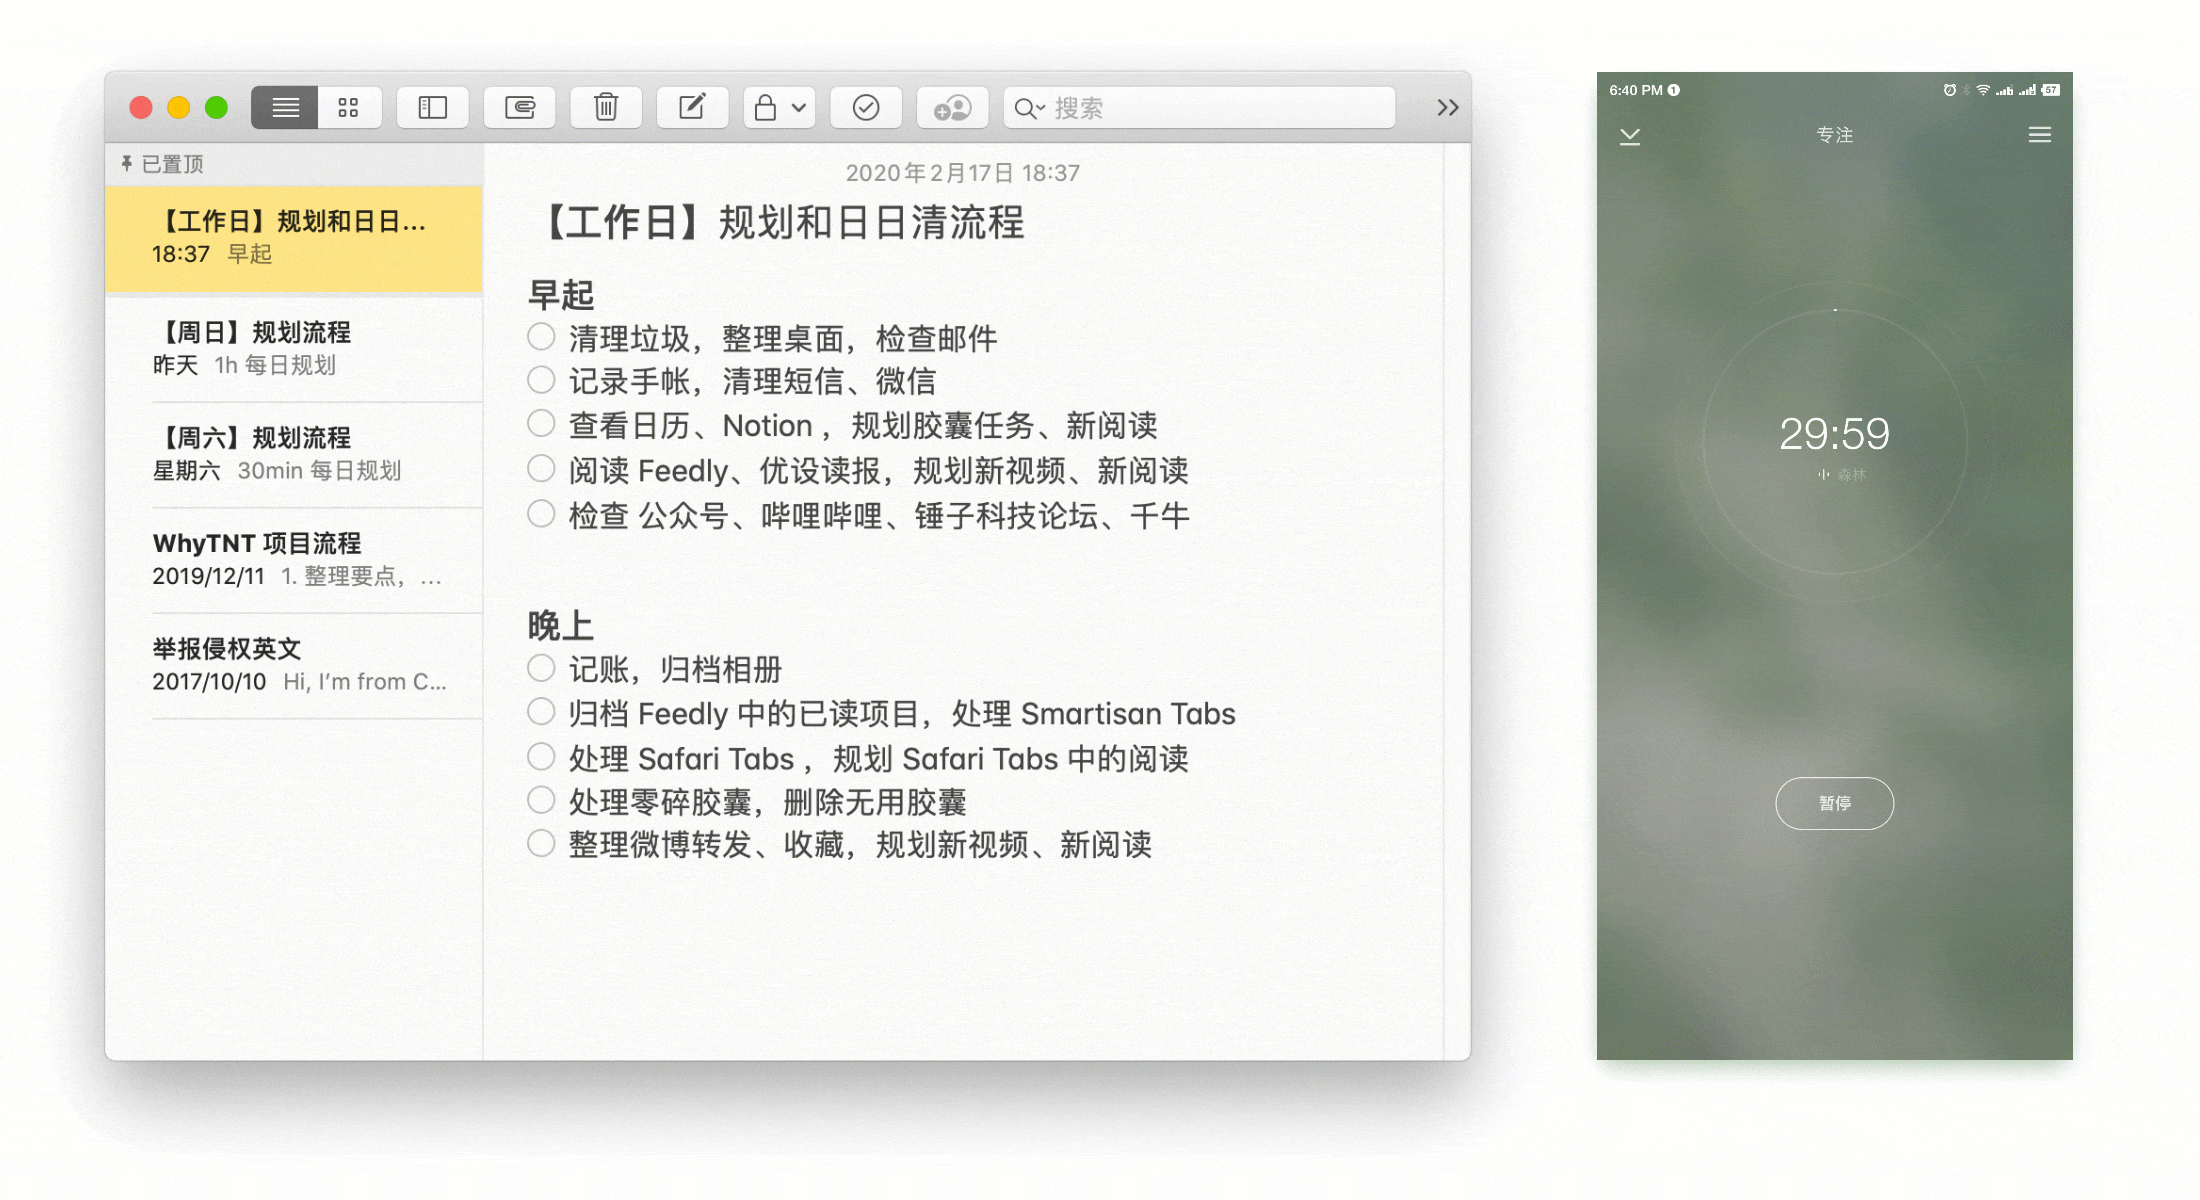 搜索
已置顶
【工作日】规划和日日...
18:37 早起
【周日】规划流程
昨天 1h 每日规划
【周六】规划流程
星期六 30min 每日规划
WhyTNT 项目流程
2019/12/11 1. 整理要点，...
举报侵权英文
2017/10/10 Hi, I’m from C...
2020年2月17日 18:37
【工作日】规划和日日清流程
早起
清理垃圾，整理桌面，检查邮件
记录手帐，清理短信、微信
查看日历、Notion ，规划胶囊任务、新阅读
阅读 Feedly、优设读报，规划新视频、新阅读
检查 公众号、哔哩哔哩、锤子科技论坛、千牛
晚上
记账，归档相册
归档 Feedly 中的已读项目，处理 Smartisan Tabs
处理 Safari Tabs ，规划 Safari Tabs 中的阅读
处理零碎胶囊，删除无用胶囊
整理微博转发、收藏，规划新视频、新阅读
6:40 PM 1
57
专注
29:59
森林
暂停